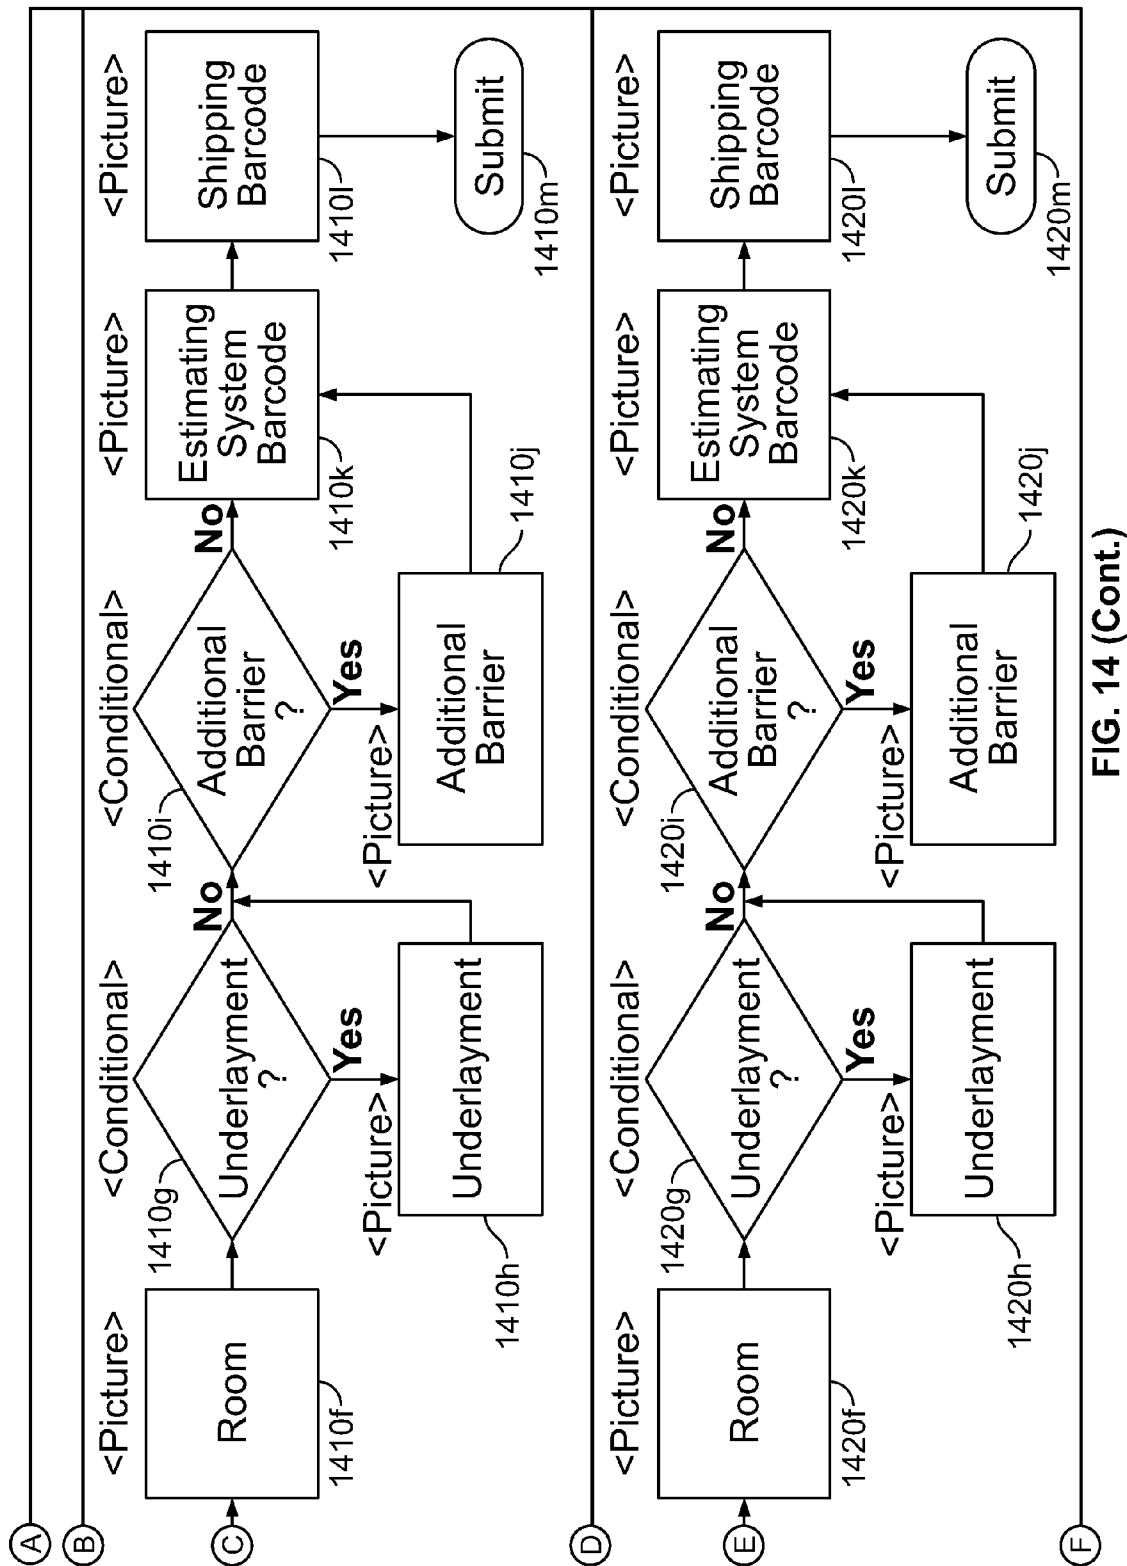 A
B
C
<Picture>
Room
1410f
<Conditional>
1410g
Underlayment
?
No
Yes
<Picture>
Underlayment
1410h
<Conditional>
1410i
Additional
Barrier
?
No
Yes
<Picture>
Additional
Barrier
1410j
<Picture>
Estimating
System
Barcode
1410k
<Picture>
Shipping
Barcode
1410l
Submit
1410m
D
E
<Picture>
Room
1420f
<Conditional>
1420g
Underlayment
?
No
Yes
<Picture>
Underlayment
1420h
<Conditional>
1420i
Additional
Barrier
?
No
Yes
<Picture>
Additional
Barrier
1420j
<Picture>
Estimating
System
Barcode
1420k
<Picture>
Shipping
Barcode
1420l
Submit
1420m
F
FIG. 14 (Cont.)